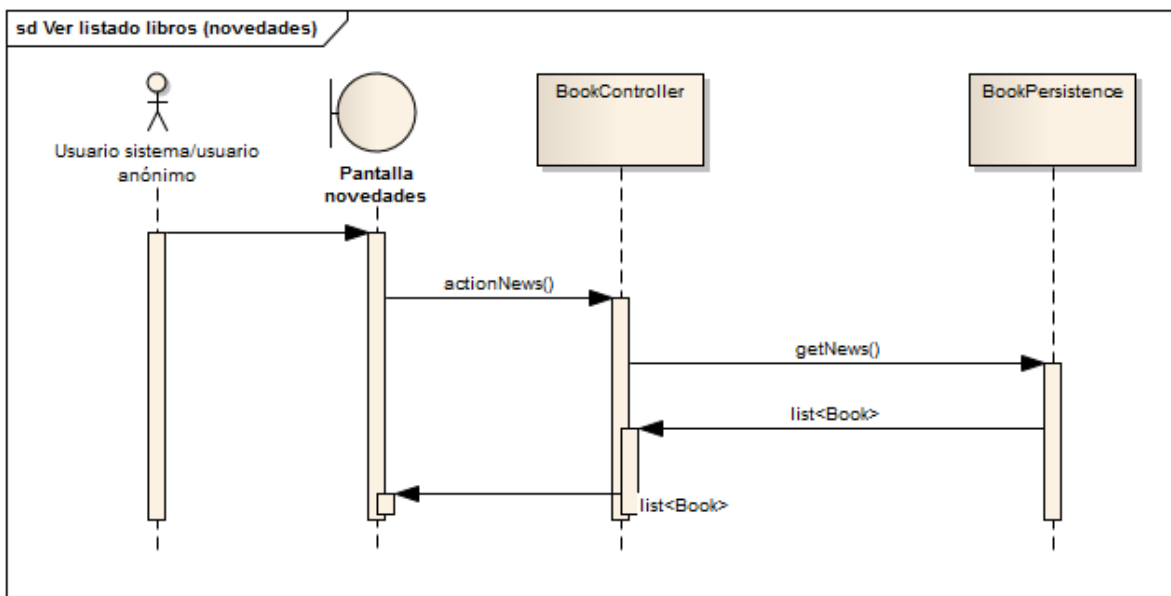 sd Ver listado libros (novedades)
Usuario sistema/usuario
anónimo
Pantalla
novedades
BookController
BookPersistence
actionNews()
getNews()
list<Book>
list<Book>